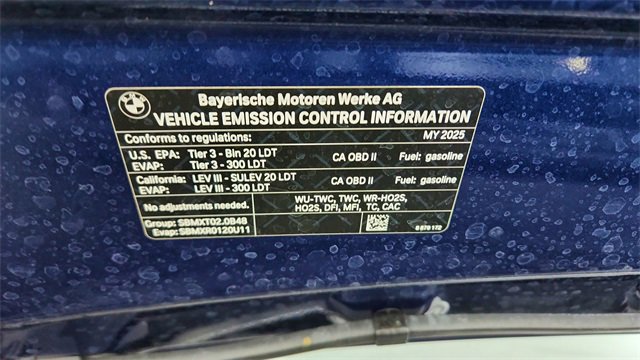 BMW
Bayerische Motoren Werke AG
VEHICLE EMISSION CONTROL INFORMATION
Conforms to regulations: MY 2025
U.S. EPA: Tier 3 - Bin 20 LDT CA OBD II Fuel: gasoline
EVAP: Tier 3 - 300 LDT
California: LEV III - SULEV 20 LDT CA OBD II Fuel: gasoline
EVAP: LEV III - 300 LDT
No adjustments needed. WU-TWC, TWC, WR-HO2S,
HO2S, DFI, MFI, TC, CAC
Group: SBMXT02.0B48
Evap: SBMXR0120U11